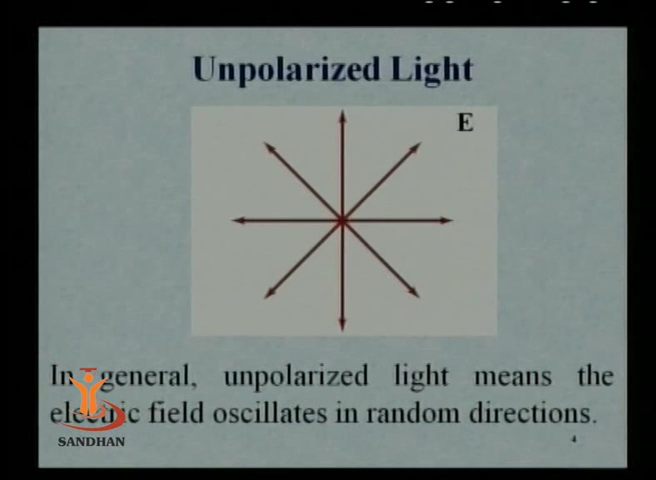 Unpolarized Light
E
In general, unpolarized light means the
electric field oscillates in random directions.
SANDHAN
4